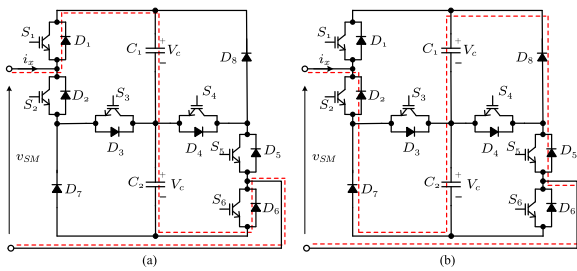 S1 D1 C1 + Vc − D8
ix
S2 D2 S3 S4
D3 D4 S5 D5
vSM
D7 C2 + Vc − S6 D6
(a)
S1 D1 C1 + Vc − D8
ix
S2 D2 S3 S4
D3 D4 S5 D5
vSM
D7 C2 + Vc − S6 D6
(b)